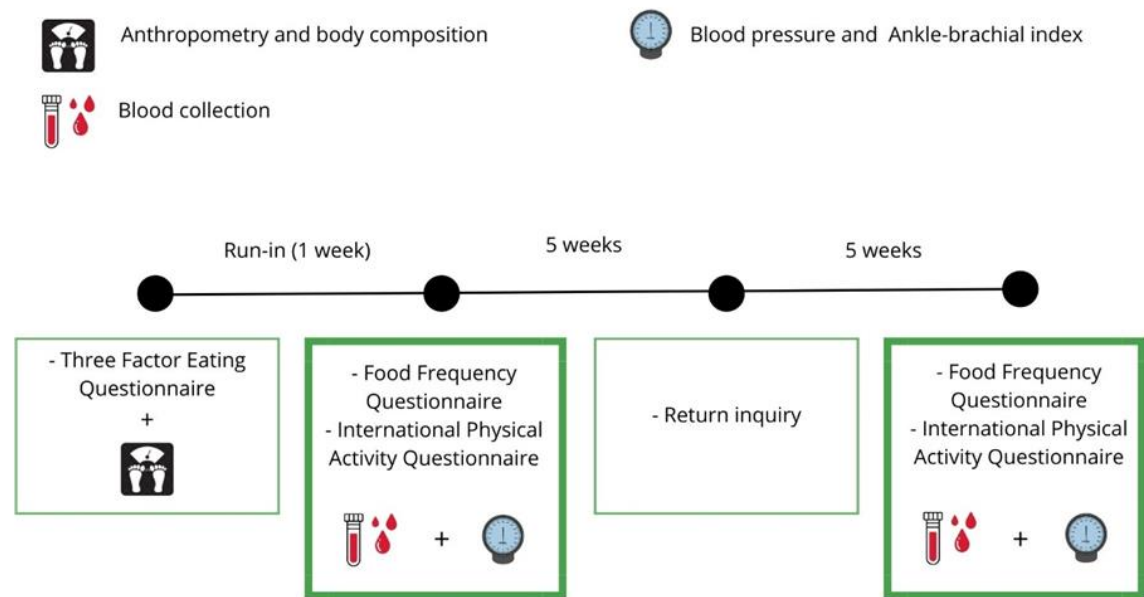 Anthropometry and body composition
Blood pressure and Ankle-brachial index
Blood collection
Run-in (1 week)
5 weeks
5 weeks
- Three Factor Eating
Questionnaire
+
- Food Frequency
Questionnaire
- International Physical
Activity Questionnaire
+
- Return inquiry
- Food Frequency
Questionnaire
- International Physical
Activity Questionnaire
+